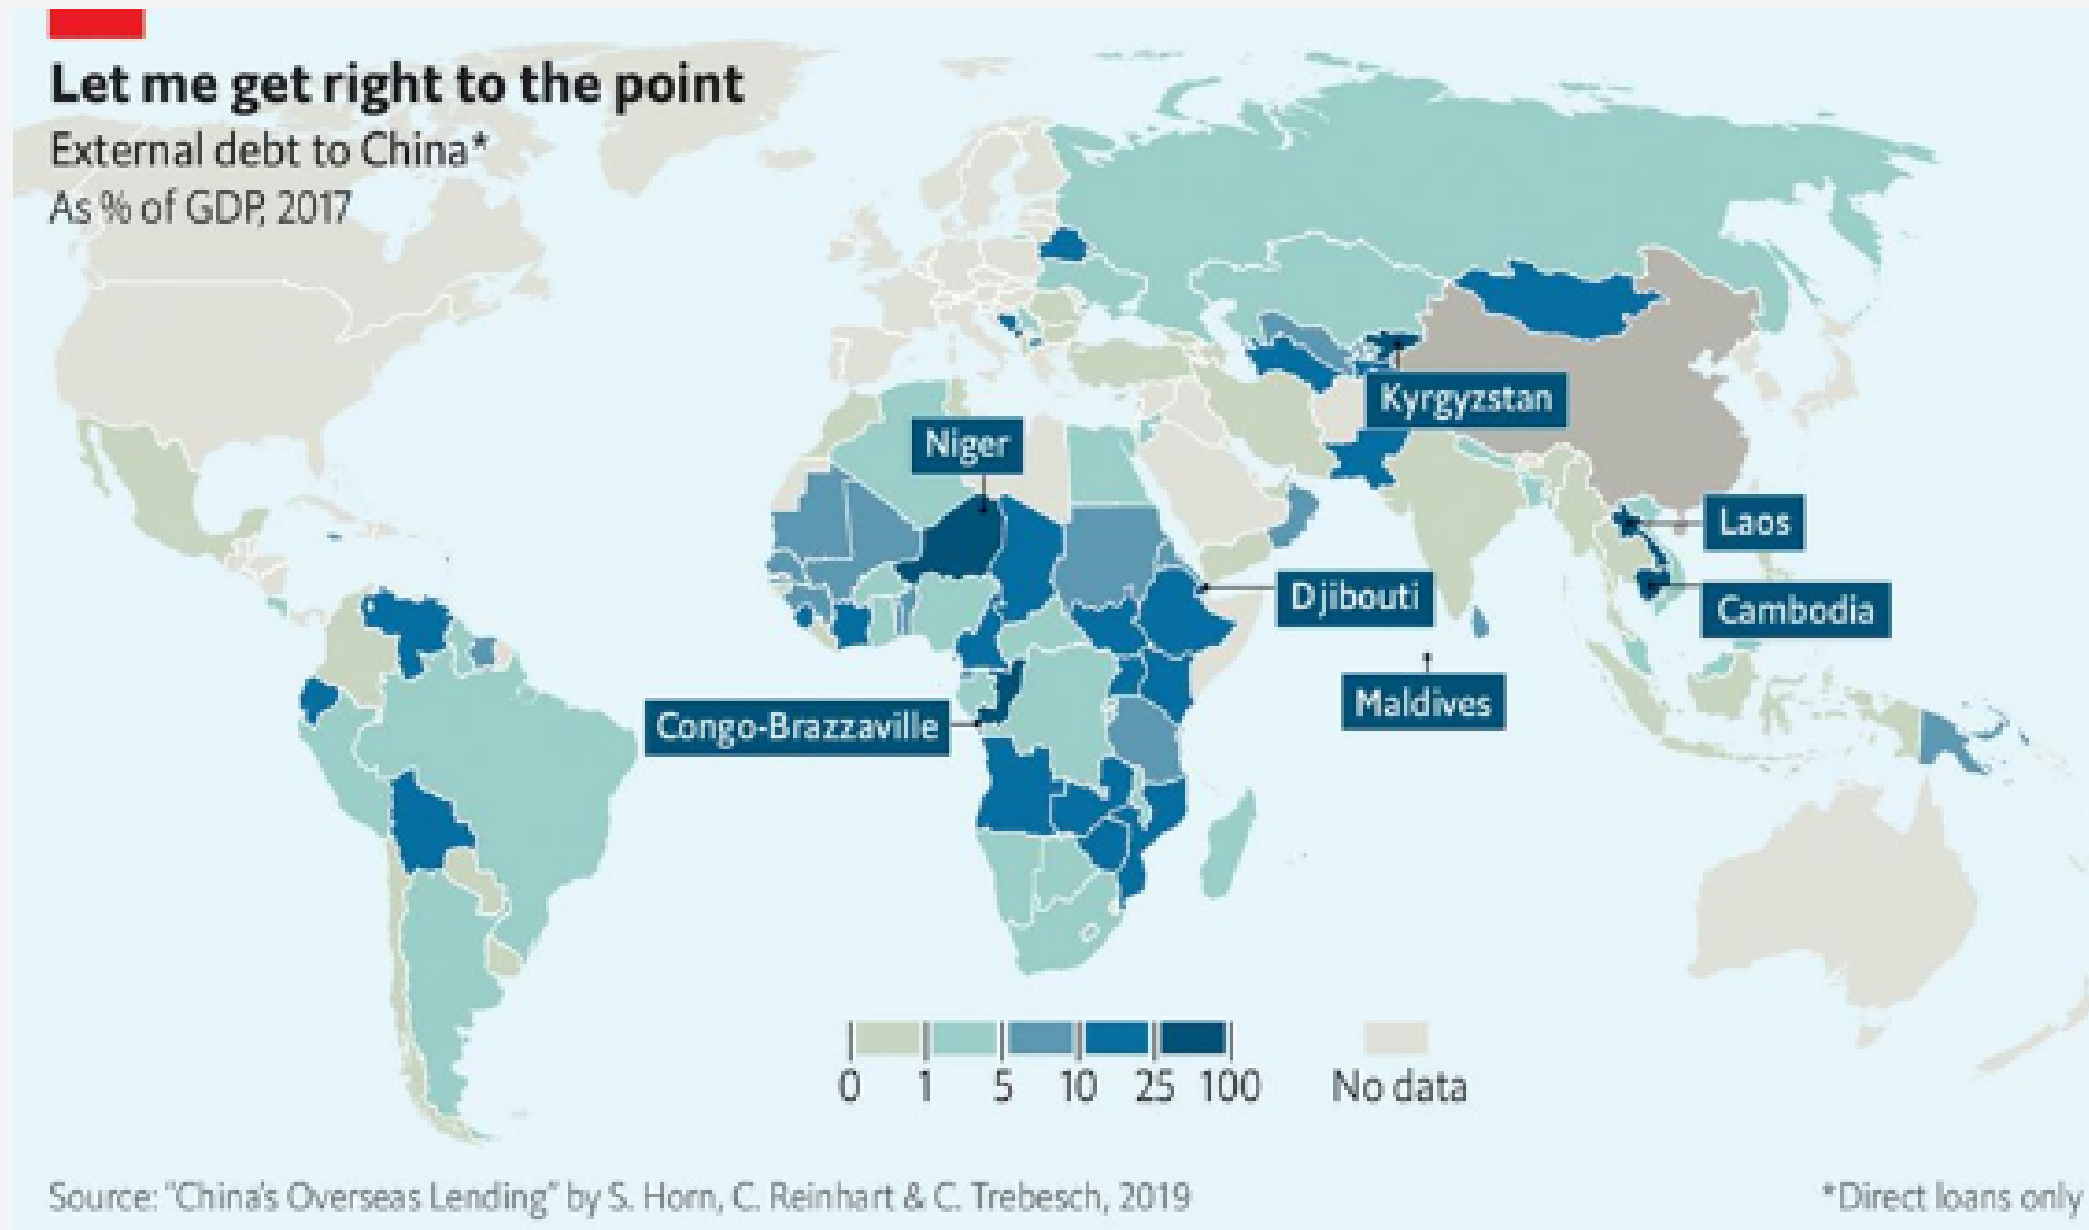 Let me get right to the point
External debt to China*
As % of GDP, 2017
Kyrgyzstan
Niger
Laos
Djibouti
Cambodia
Maldives
Congo-Brazzaville
0 1 5 10 25 100 No data
Source: "China's Overseas Lending" by S. Horn, C. Reinhart & C. Trebesch, 2019
*Direct loans only